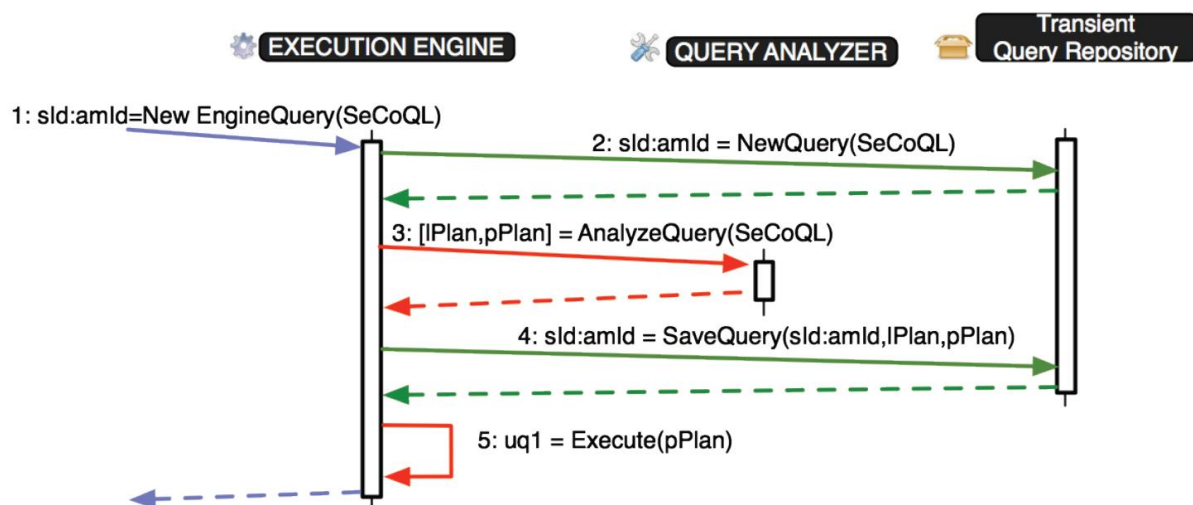 EXECUTION ENGINE
QUERY ANALYZER
Transient
Query Repository
1: sId:amId=New EngineQuery(SeCoQL)
2: sId:amId = NewQuery(SeCoQL)
3: [lPlan,pPlan] = AnalyzeQuery(SeCoQL)
4: sId:amId = SaveQuery(sId:amId,lPlan,pPlan)
5: uq1 = Execute(pPlan)